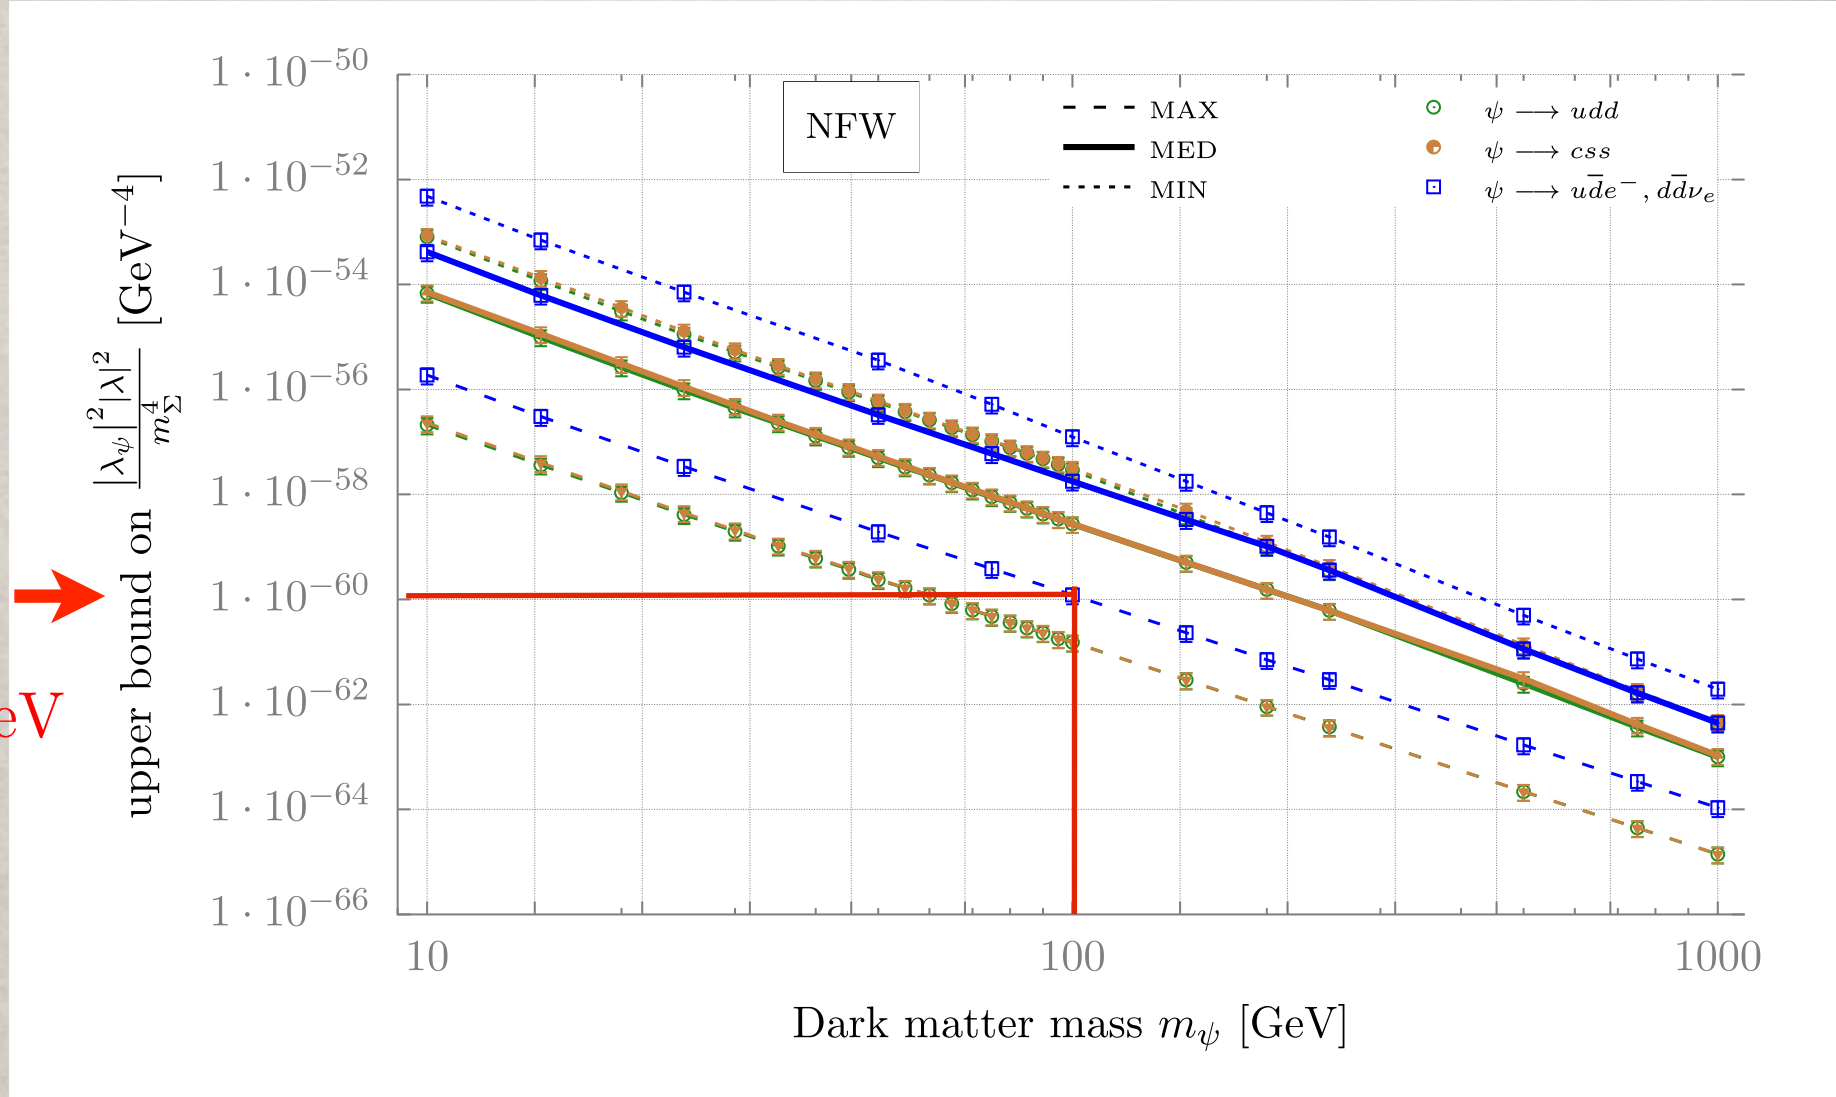 1 · 10⁻⁵⁰
1 · 10⁻⁵²
1 · 10⁻⁵⁴
1 · 10⁻⁵⁶
1 · 10⁻⁵⁸
1 · 10⁻⁶⁰
1 · 10⁻⁶²
1 · 10⁻⁶⁴
1 · 10⁻⁶⁶
upper bound on |λ_ψ|²|λ|²/m_Σ⁴ [GeV⁻⁴]
eV
NFW
MAX
MED
MIN
ψ → udd
ψ → css
ψ → ud̅e⁻, dd̅ν_e
10 100 1000
Dark matter mass m_ψ [GeV]